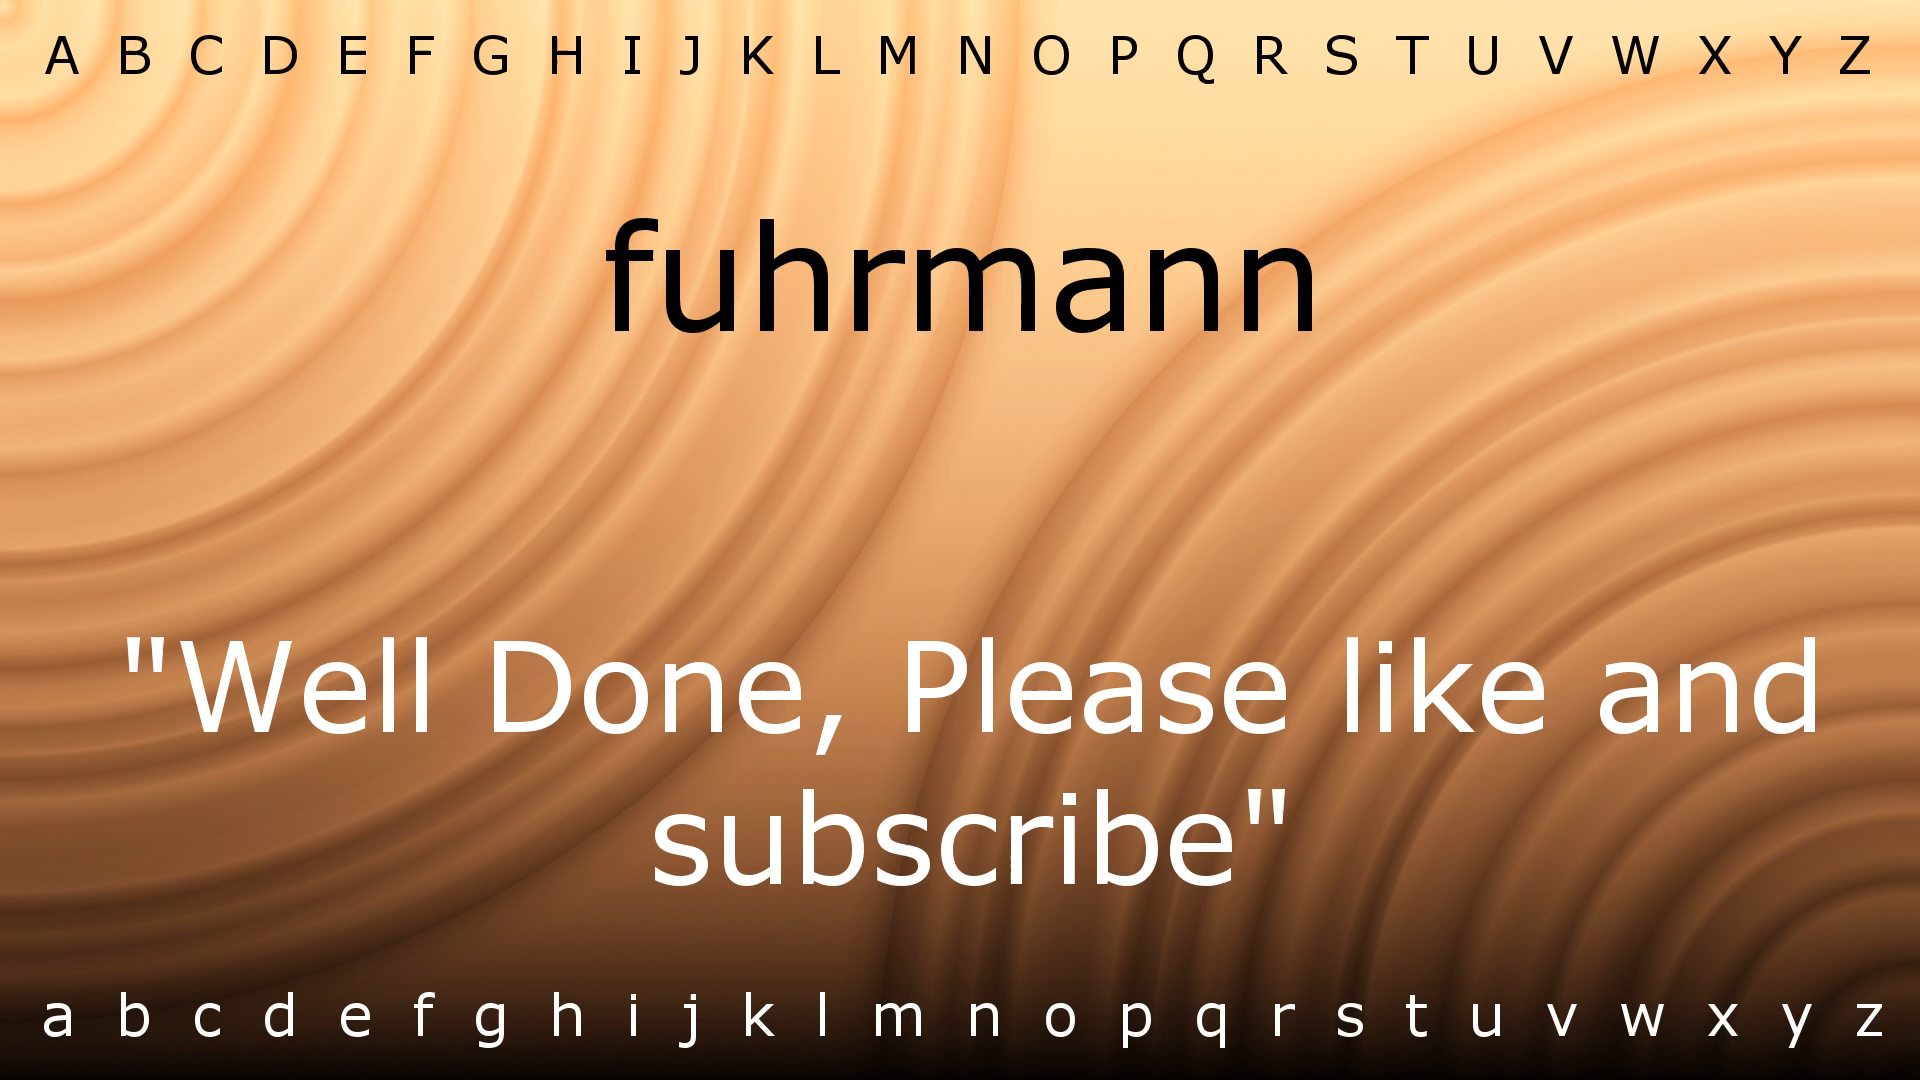 A B C D E F G H I J K L M N O P Q R S T U V W X Y Z
fuhrmann
"Well Done, Please like and
subscribe"
a b c d e f g h i j k l m n o p q r s t u v w x y z